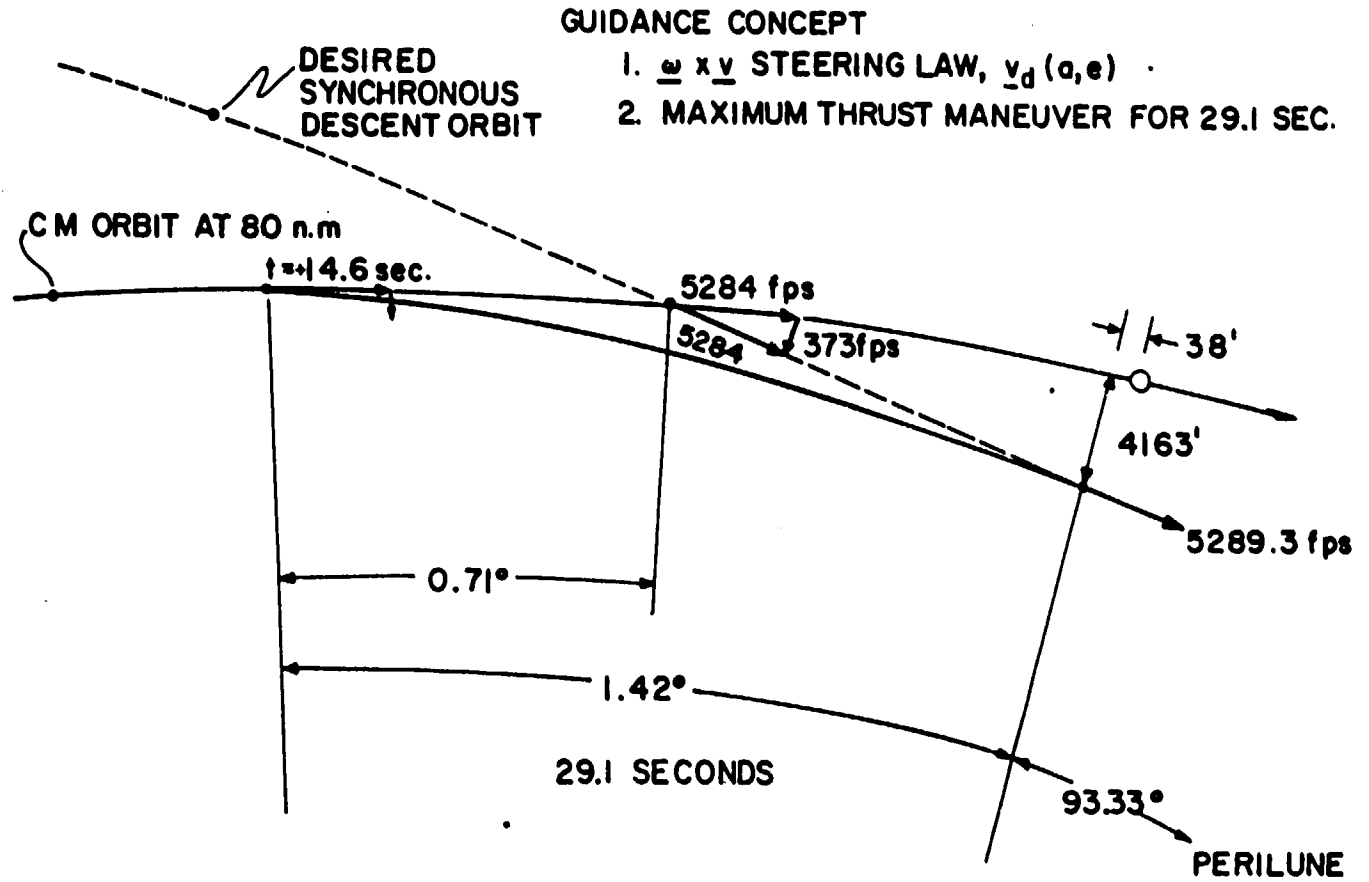 GUIDANCE CONCEPT
1. ω x v STEERING LAW, v_d (a,e)
2. MAXIMUM THRUST MANEUVER FOR 29.1 SEC.
DESIRED
SYNCHRONOUS
DESCENT ORBIT
CM ORBIT AT 80 n.m
t=+14.6 sec.
5284 fps
5284
373fps
38'
4163'
5289.3 fps
0.71°
1.42°
29.1 SECONDS
93.33°
PERILUNE